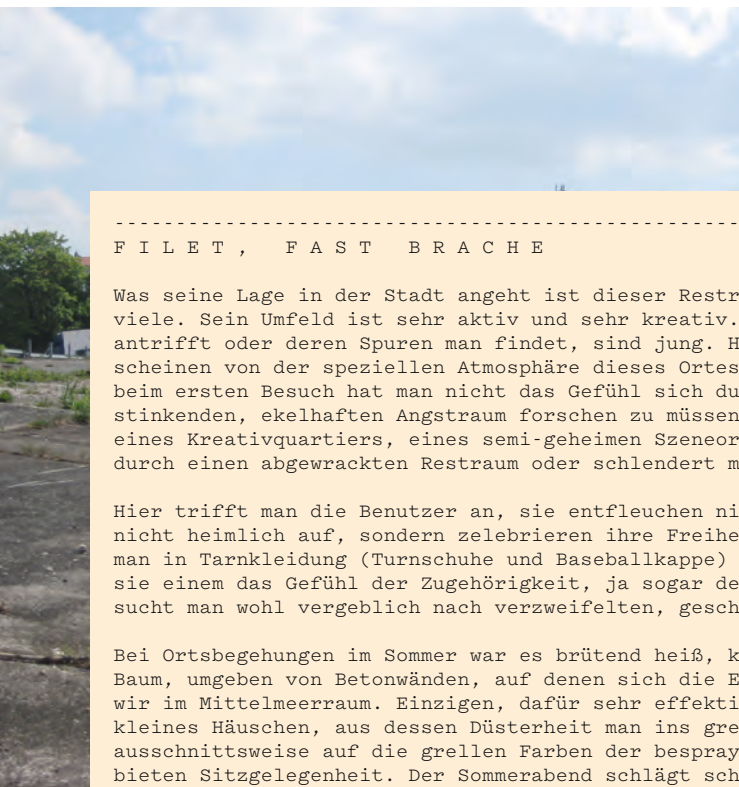 ----------------------------------------------------
FILET, FAST BRACHE
Was seine Lage in der Stadt angeht ist dieser Restr
viele. Sein Umfeld ist sehr aktiv und sehr kreativ.
antrifft oder deren Spuren man findet, sind jung. H
scheinen von der speziellen Atmosphäre dieses Ortes
beim ersten Besuch hat man nicht das Gefühl sich du
stinkenden, ekelhaften Angstraum forschen zu müssen
eines Kreativquartiers, eines semi-geheimen Szeneor
durch einen abgewrackten Restraum oder schlendert m
Hier trifft man die Benutzer an, sie entfleuchen ni
nicht heimlich auf, sondern zelebrieren ihre Freihe
man in Tarnkleidung (Turnschuhe und Baseballkappe)
sie einem das Gefühl der Zugehörigkeit, ja sogar de
sucht man wohl vergeblich nach verzweifelten, gesch
Bei Ortsbegehungen im Sommer war es brütend heiß, k
Baum, umgeben von Betonwänden, auf denen sich die E
wir im Mittelmeerraum. Einzigen, dafür sehr effekti
kleines Häuschen, aus dessen Düsterheit man ins gre
ausschnittsweise auf die grellen Farben der bespray
bieten Sitzgelegenheit. Der Sommerabend schlägt sch